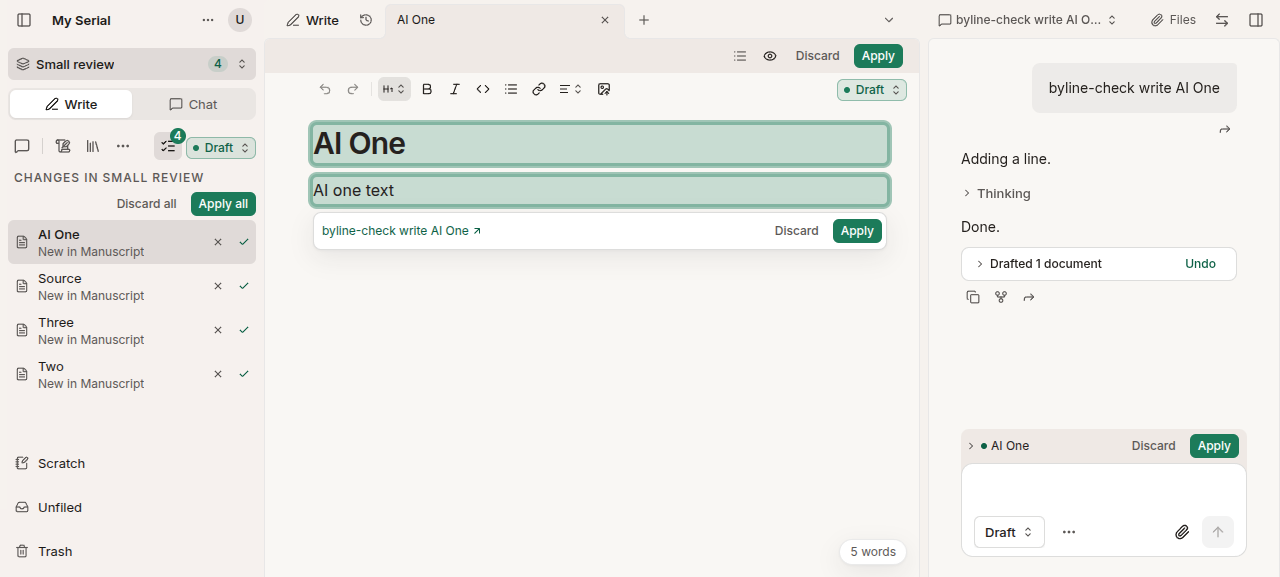 My Serial
U
Small review
4
Write
Chat
4
Draft
CHANGES IN SMALL REVIEW
Discard all
Apply all
AI One
New in Manuscript
Source
New in Manuscript
Three
New in Manuscript
Two
New in Manuscript
Scratch
Unfiled
Trash
Write
AI One
Discard
Apply
H1
B
I
Draft
AI One
AI one text
byline-check write AI One
Discard
Apply
5 words
byline-check write AI O...
Files
byline-check write AI One
Adding a line.
Thinking
Done.
Drafted 1 document
Undo
AI One
Discard
Apply
Draft